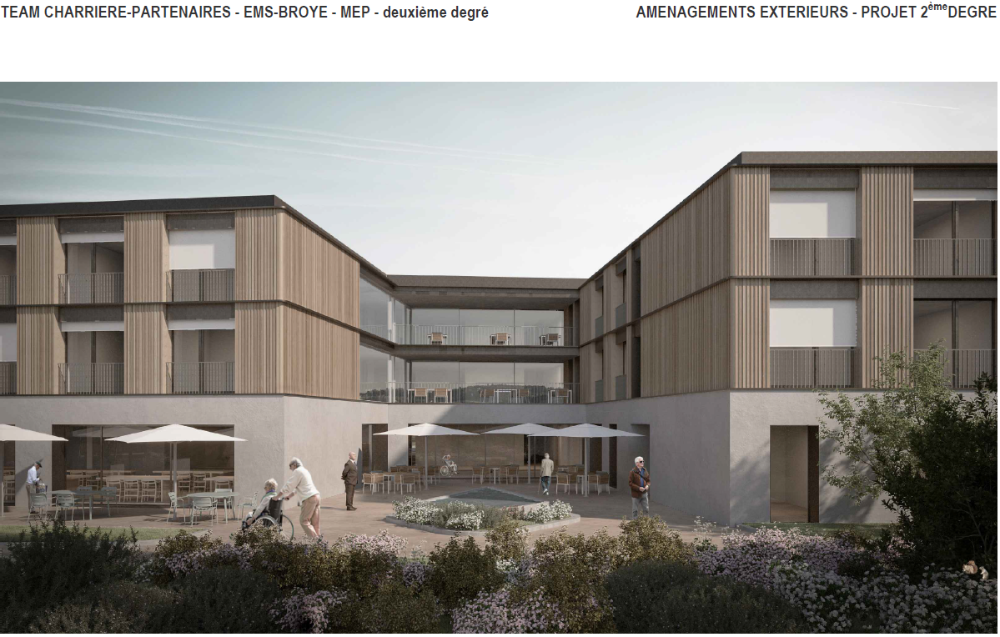 TEAM CHARRIERE-PARTENAIRES - EMS-BROYE - MEP - deuxième degré
AMENAGEMENTS EXTERIEURS - PROJET 2èmeDEGRE